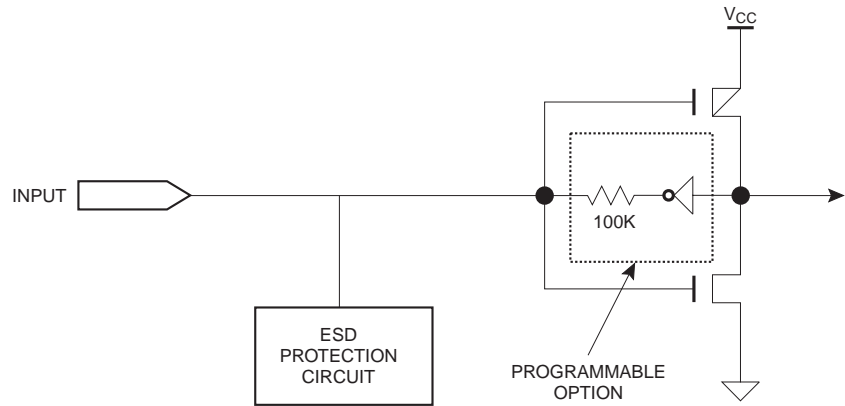 VCC
INPUT
100K
ESD
PROTECTION
CIRCUIT
PROGRAMMABLE
OPTION